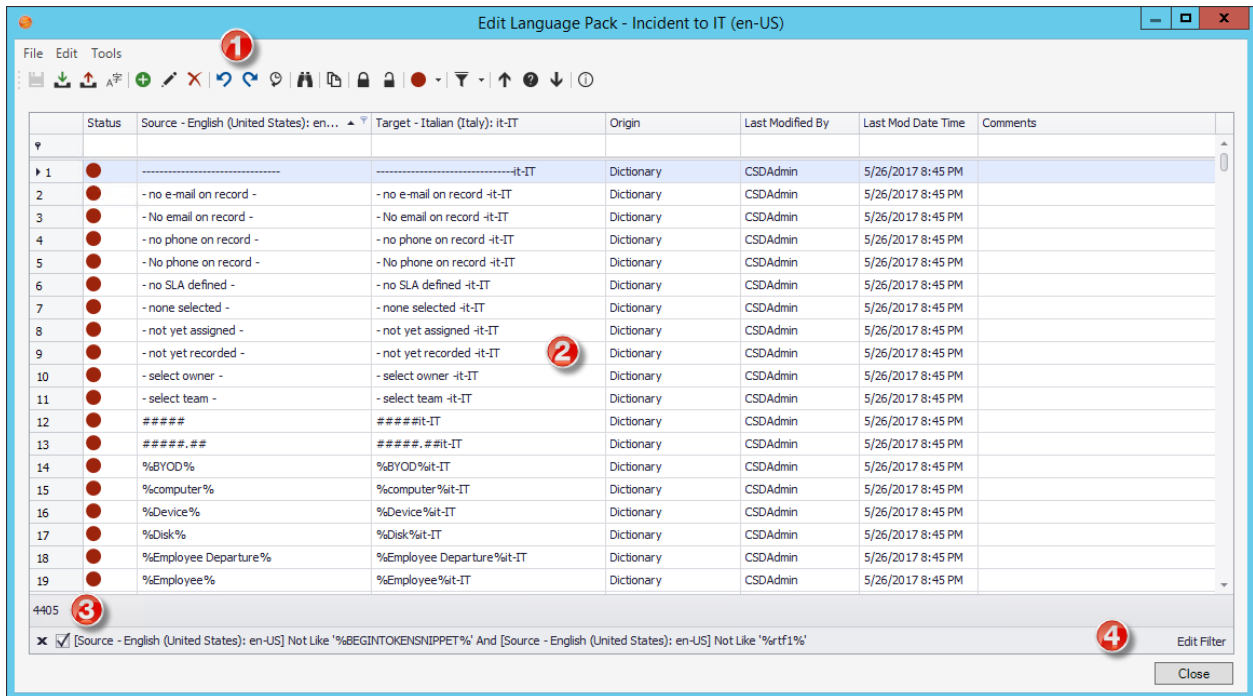 Edit Language Pack - Incident to IT (en-US)
File Edit Tools
1
Status Source - English (United States): en... Target - Italian (Italy): it-IT Origin Last Modified By Last Mod Date Time Comments
1 -------------------------------- --------------------------------it-IT Dictionary CSDAdmin 5/26/2017 8:45 PM
2 - no e-mail on record - - no e-mail on record -it-IT Dictionary CSDAdmin 5/26/2017 8:45 PM
3 - No email on record - - No email on record -it-IT Dictionary CSDAdmin 5/26/2017 8:45 PM
4 - no phone on record - - no phone on record -it-IT Dictionary CSDAdmin 5/26/2017 8:45 PM
5 - No phone on record - - No phone on record -it-IT Dictionary CSDAdmin 5/26/2017 8:45 PM
6 - no SLA defined - - no SLA defined -it-IT Dictionary CSDAdmin 5/26/2017 8:45 PM
7 - none selected - - none selected -it-IT Dictionary CSDAdmin 5/26/2017 8:45 PM
8 - not yet assigned - - not yet assigned -it-IT Dictionary CSDAdmin 5/26/2017 8:45 PM
9 - not yet recorded - - not yet recorded -it-IT 2 Dictionary CSDAdmin 5/26/2017 8:45 PM
10 - select owner - - select owner -it-IT Dictionary CSDAdmin 5/26/2017 8:45 PM
11 - select team - - select team -it-IT Dictionary CSDAdmin 5/26/2017 8:45 PM
12 ##### #####it-IT Dictionary CSDAdmin 5/26/2017 8:45 PM
13 #####.## #####.##it-IT Dictionary CSDAdmin 5/26/2017 8:45 PM
14 %BYOD% %BYOD%it-IT Dictionary CSDAdmin 5/26/2017 8:45 PM
15 %computer% %computer%it-IT Dictionary CSDAdmin 5/26/2017 8:45 PM
16 %Device% %Device%it-IT Dictionary CSDAdmin 5/26/2017 8:45 PM
17 %Disk% %Disk%it-IT Dictionary CSDAdmin 5/26/2017 8:45 PM
18 %Employee Departure% %Employee Departure%it-IT Dictionary CSDAdmin 5/26/2017 8:45 PM
19 %Employee% %Employee%it-IT Dictionary CSDAdmin 5/26/2017 8:45 PM
4405 3
[Source - English (United States): en-US] Not Like '%BEGINTOKENSNIPPET%' And [Source - English (United States): en-US] Not Like '%rtf1%' 4 Edit Filter
Close